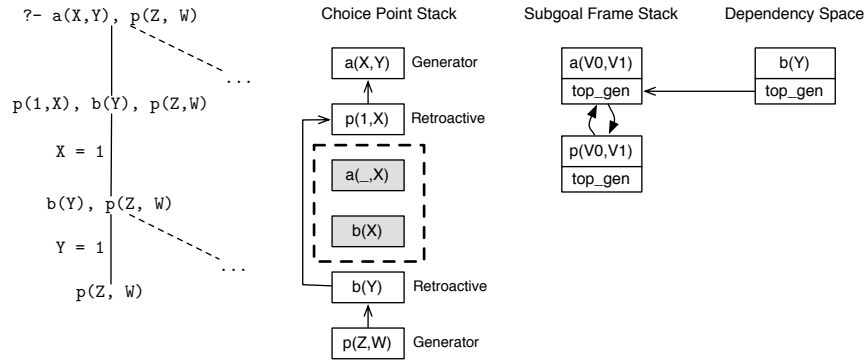 ?- a(X,Y), p(Z, W)
...
p(1,X), b(Y), p(Z,W)
X = 1
b(Y), p(Z, W)
Y = 1
...
p(Z, W)
Choice Point Stack
a(X,Y) Generator
p(1,X) Retroactive
a(_,X)
b(X)
b(Y) Retroactive
p(Z,W) Generator
Subgoal Frame Stack
a(V0,V1)
top_gen
p(V0,V1)
top_gen
Dependency Space
b(Y)
top_gen